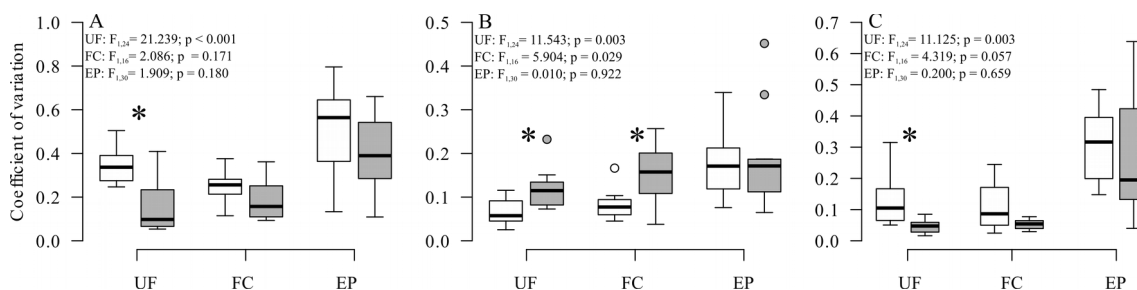 A
UF: F1,24= 21.239; p < 0.001
FC: F1,16= 2.086; p = 0.171
EP: F1,30= 1.909; p = 0.180
Coefficient of variation
1.0
0.8
0.6
0.4
0.2
0.0
*
UF FC EP
B
UF: F1,24= 11.543; p = 0.003
FC: F1,16= 5.904; p = 0.029
EP: F1,30= 0.010; p = 0.922
0.5
0.4
0.3
0.2
0.1
0.0
* *
UF FC EP
C
UF: F1,24= 11.125; p = 0.003
FC: F1,16= 4.319; p = 0.057
EP: F1,30= 0.200; p = 0.659
0.7
0.6
0.5
0.4
0.3
0.2
0.1
0.0
*
UF FC EP